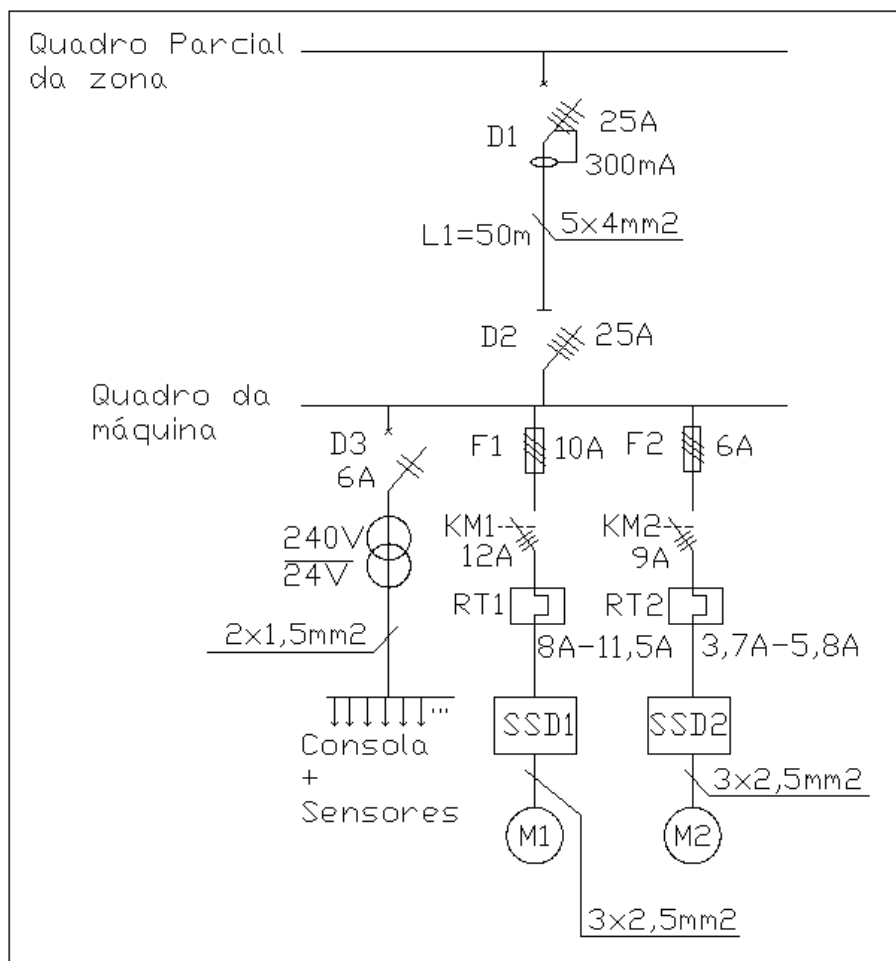 Quadro Parcial
da zona
D1
25A
300mA
L1=50m
5x4mm2
D2
25A
Quadro da
máquina
D3
6A
F1
10A
F2
6A
KM1
12A
KM2
9A
240V
24V
RT1
RT2
8A-11,5A
3,7A-5,8A
2x1,5mm2
...
SSD1
SSD2
Consola
+
Sensores
3x2,5mm2
M1
M2
3x2,5mm2